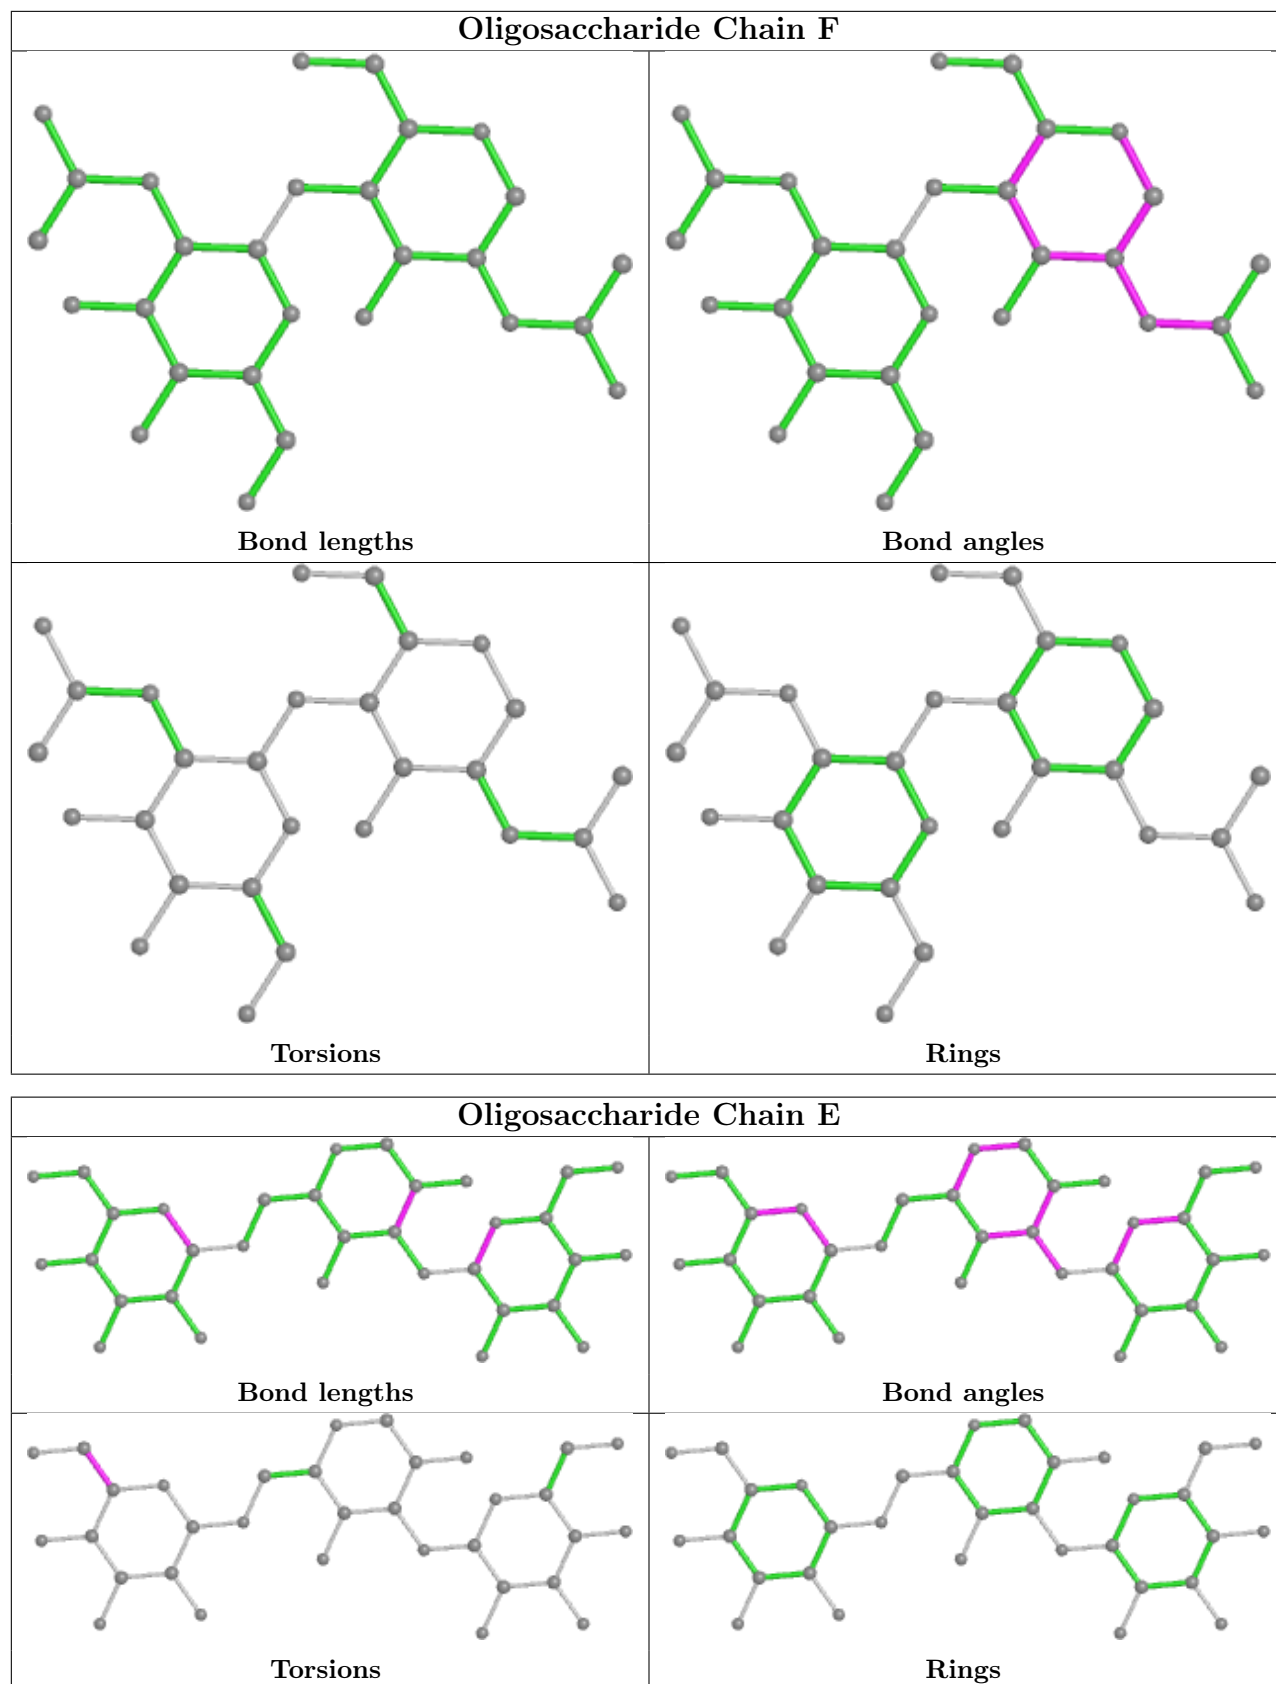 Oligosaccharide Chain F
Bond lengths
Bond angles
Torsions
Rings
Oligosaccharide Chain E
Bond lengths
Bond angles
Torsions
Rings